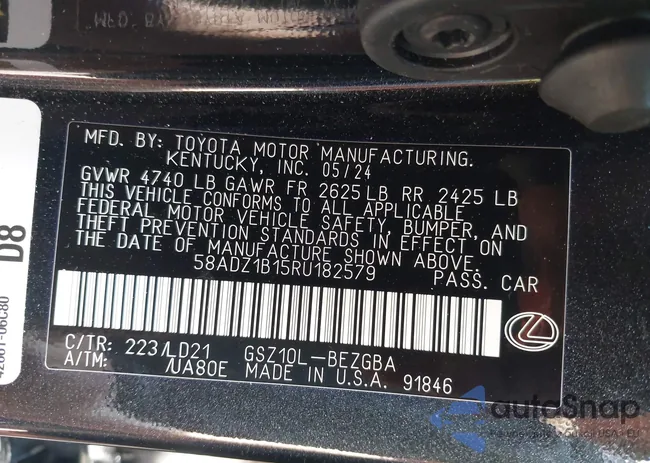 MFD. BY: TOYOTA MOTOR MANUFACTURING.
KENTUCKY, INC. 05/24
GVWR 4740 LB GAWR FR 2625 LB RR 2425 LB
THIS VEHICLE CONFORMS TO ALL APPLICABLE
FEDERAL MOTOR VEHICLE SAFETY, BUMPER, AND
THEFT PREVENTION STANDARDS IN EFFECT ON
THE DATE OF MANUFACTURE SHOWN ABOVE.
58ADZ1B15RU182579 PASS. CAR
C/TR: 223/LD21 GSZ10L-BEZGBA
A/TM: /UA80E MADE IN U.S.A. 91846
D8
42661-06C80
autoSnap